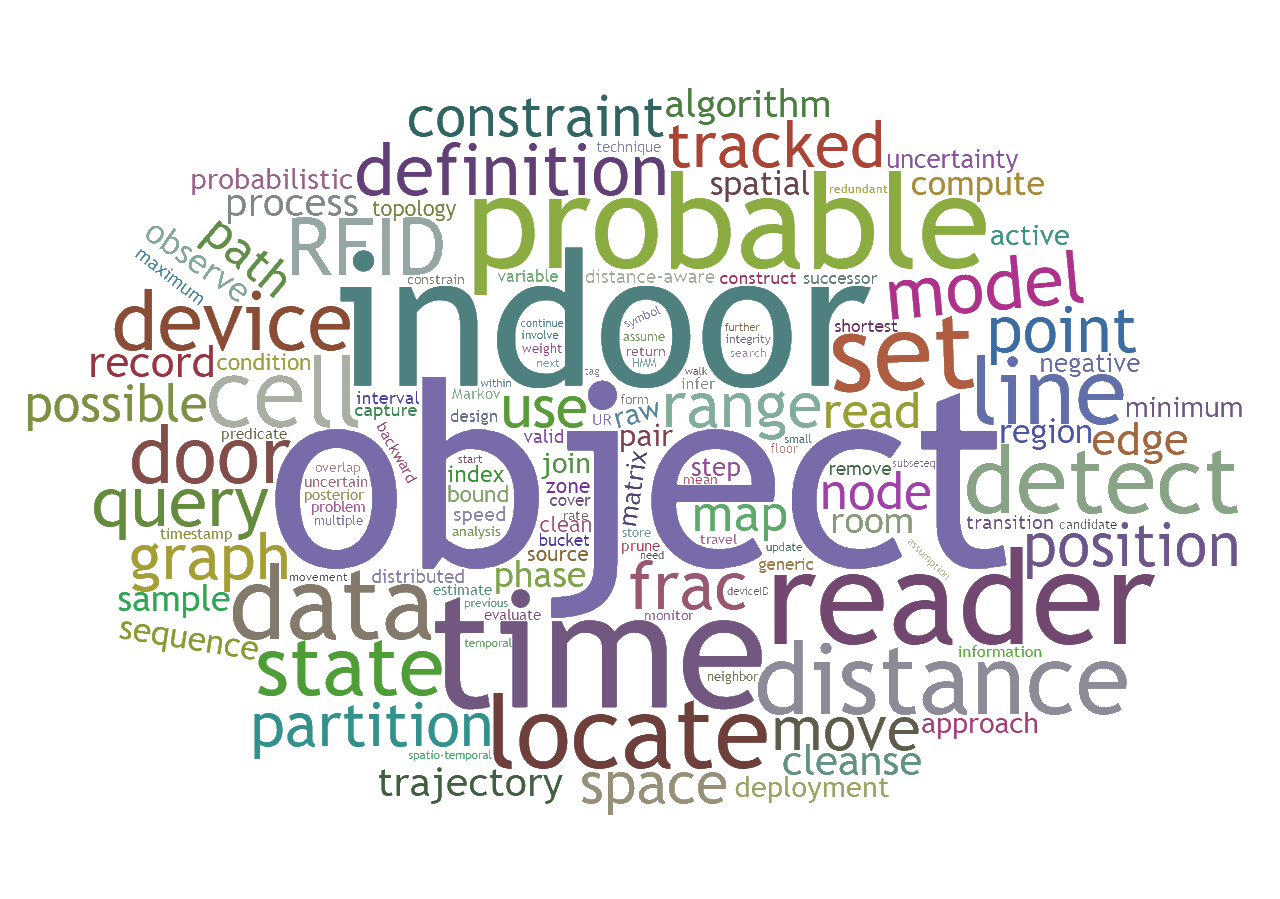 algorithm
constraint
technique
tracked
definition
uncertainty
probabilistic
spatial
redundant
compute
process
topology
probable
RFID
path
observe
maximum
active
constrain
variable
distance-aware
construct
successor
indoor
model
device
continue
involve
weight
next
symbol
assume
return
HMM
further
integrity
search
shortest
set
point
record
condition
cell
negative
line
possible
interval
capture
within
Markov
design
tag
walk
infer
use
UR
form
raw
range
read
minimum
predicate
backward
valid
pair
small
floor
region
edge
door
object
overlap
uncertain
posterior
problem
multiple
start
index
bound
speed
analysis
join
zone
cover
rate
clean
bucket
source
matrix
step
mean
map
travel
store
prune
need
update
generic
remove
subseteq
node
room
detect
query
timestamp
transition
candidate
position
graph
movement
distributed
phase
frac
deviceID
assumption
reader
sample
data
estimate
previous
evaluate
monitor
sequence
temporal
time
neighbor
information
state
distance
partition
locate
move
approach
spatio-temporal
cleanse
trajectory
space
deployment